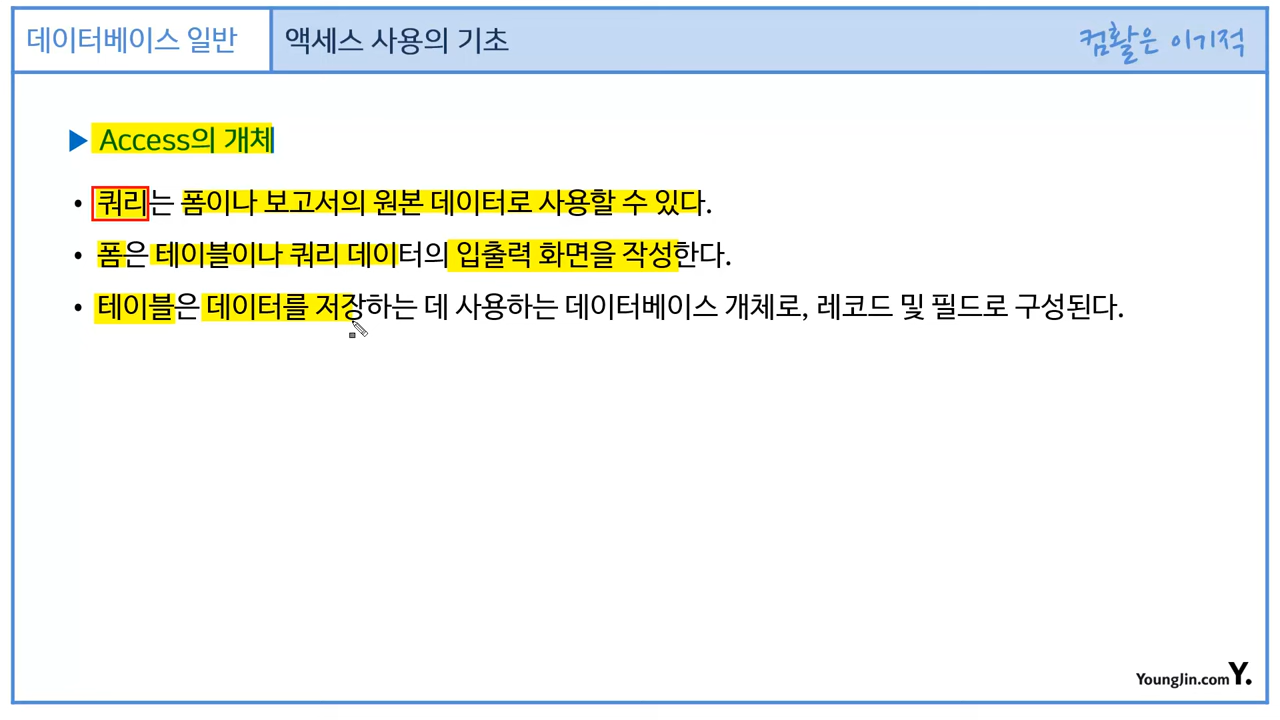 데이터베이스 일반
액세스 사용의 기초
컴활은 이기적
▶ Access의 개체
• 쿼리는 폼이나 보고서의 원본 데이터로 사용할 수 있다.
• 폼은 테이블이나 쿼리 데이터의 입출력 화면을 작성한다.
• 테이블은 데이터를 저장하는 데 사용하는 데이터베이스 개체로, 레코드 및 필드로 구성된다.
YoungJin.com Y.